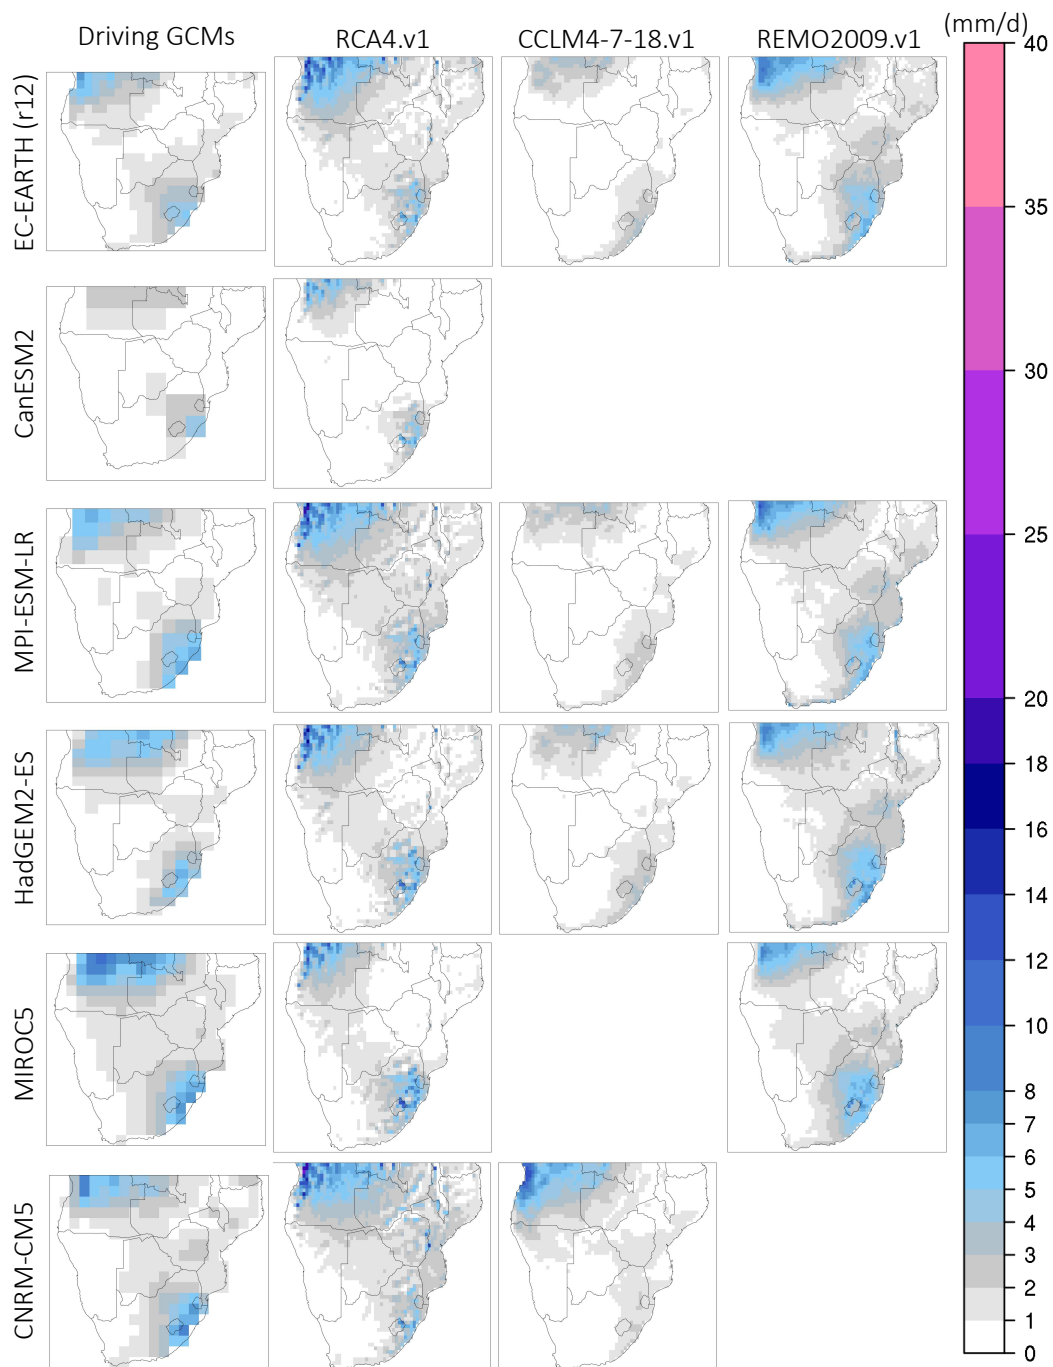 (mm/d)
Driving GCMs RCA4.v1 CCLM4-7-18.v1 REMO2009.v1
EC-EARTH (r12)
CanESM2
MPI-ESM-LR
HadGEM2-ES
MIROC5
CNRM-CM5
40
35
30
25
20
18
16
14
12
10
8
7
6
5
4
3
2
1
0